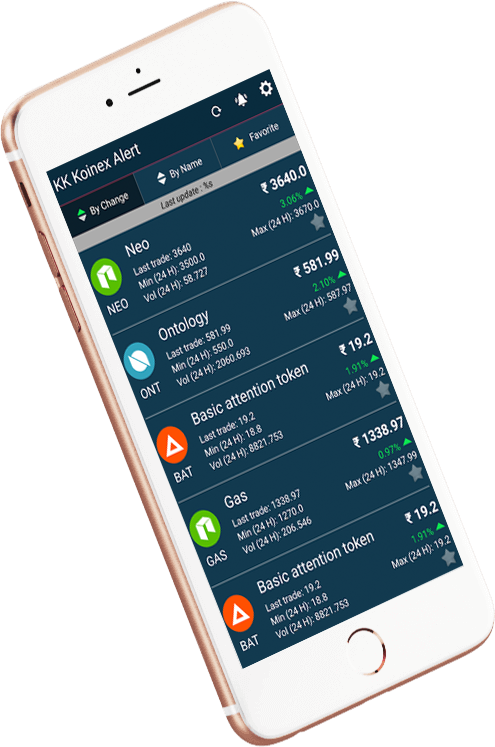 KK Koinex Alert
By Change
By Name
Favorite
Last update : %s
Neo
₹ 3640.0
Last trade: 3640
3.06%
Min (24 H): 3500.0
Max (24 H): 3670.0
Vol (24 H): 58.727
NEO
Ontology
₹ 581.99
Last trade: 581.99
2.10%
Min (24 H): 550.0
Max (24 H): 587.97
Vol (24 H): 2060.693
ONT
Basic attention token
₹ 19.2
Last trade: 19.2
1.91%
Min (24 H): 18.8
Max (24 H): 19.2
Vol (24 H): 8821.753
BAT
Gas
₹ 1338.97
Last trade: 1338.97
0.97%
Min (24 H): 1270.0
Max (24 H): 1347.99
Vol (24 H): 206.546
GAS
Basic attention token
₹ 19.2
Last trade: 19.2
1.91%
Min (24 H): 18.8
Max (24 H): 19.2
Vol (24 H): 8821.753
BAT